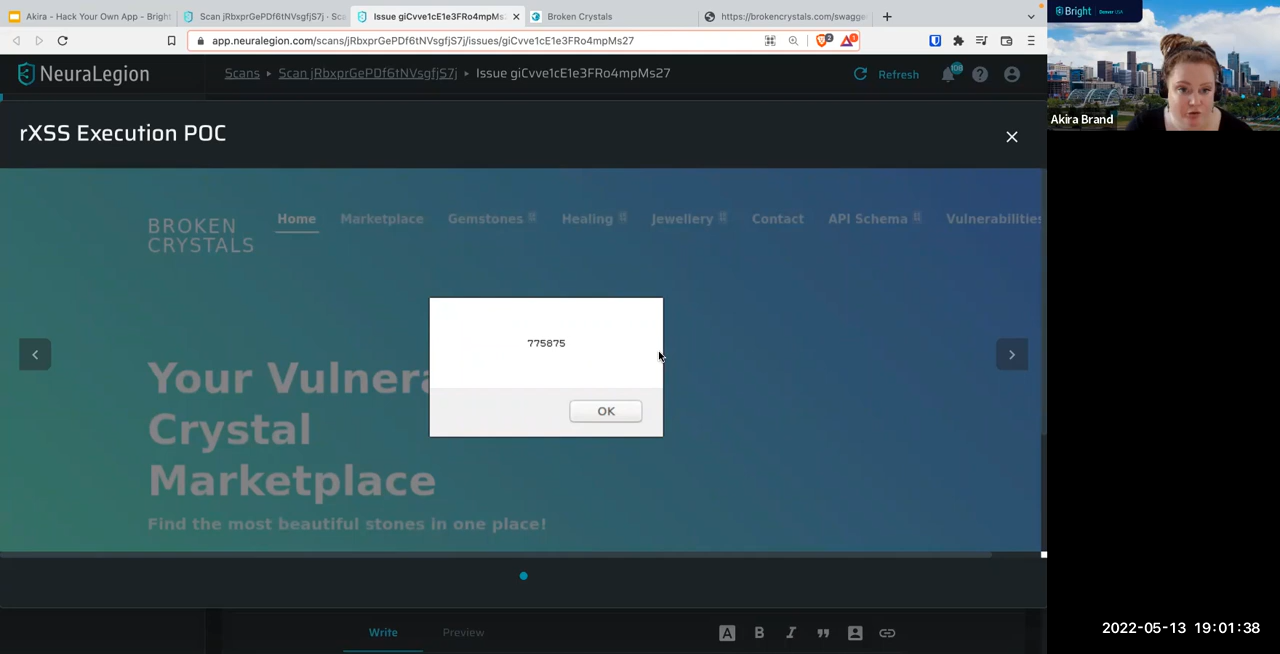 Akira - Hack Your Own App - Bright
Scan jRbxprGePDf6tNVsgfjS7j · Sca
Issue giCvve1cE1e3FRo4mpMs
Broken Crystals
https://brokencrystals.com/swagge
app.neuralegion.com/scans/jRbxprGePDf6tNVsgfjS7j/issues/giCvve1cE1e3FRo4mpMs27
NeuraLegion
Scans ▸ Scan jRbxprGePDf6tNVsgfjS7j ▸ Issue giCvve1cE1e3FRo4mpMs27
Refresh
108
rXSS Execution POC
BROKEN
CRYSTALS
Home Marketplace Gemstones Healing Jewellery Contact API Schema Vulnerabilities
775875
OK
Your Vulnera
Crystal
Marketplace
Find the most beautiful stones in one place!
Write Preview
A B I
Bright
Denver USA
Akira Brand
2022-05-13 19:01:38